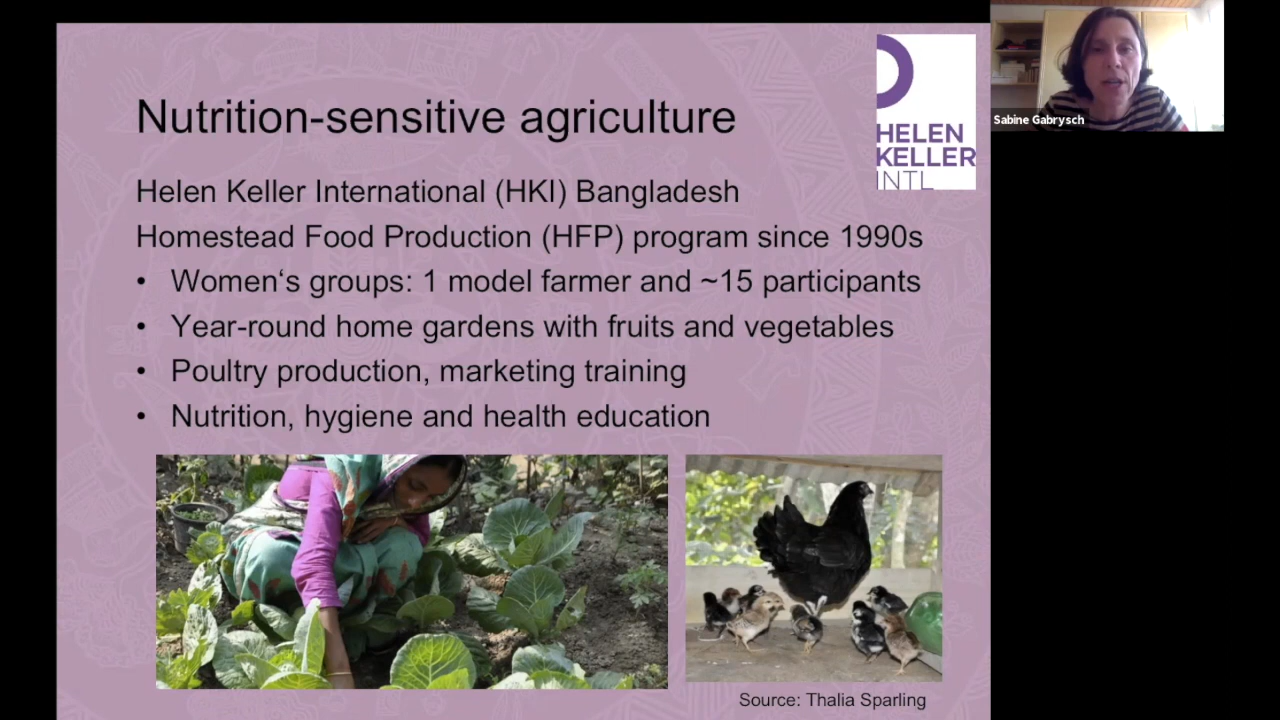 Nutrition-sensitive agriculture
HELEN
KELLER
INTL
Sabine Gabrysch
Helen Keller International (HKI) Bangladesh
Homestead Food Production (HFP) program since 1990s
• Women‘s groups: 1 model farmer and ~15 participants
• Year-round home gardens with fruits and vegetables
• Poultry production, marketing training
• Nutrition, hygiene and health education
Source: Thalia Sparling